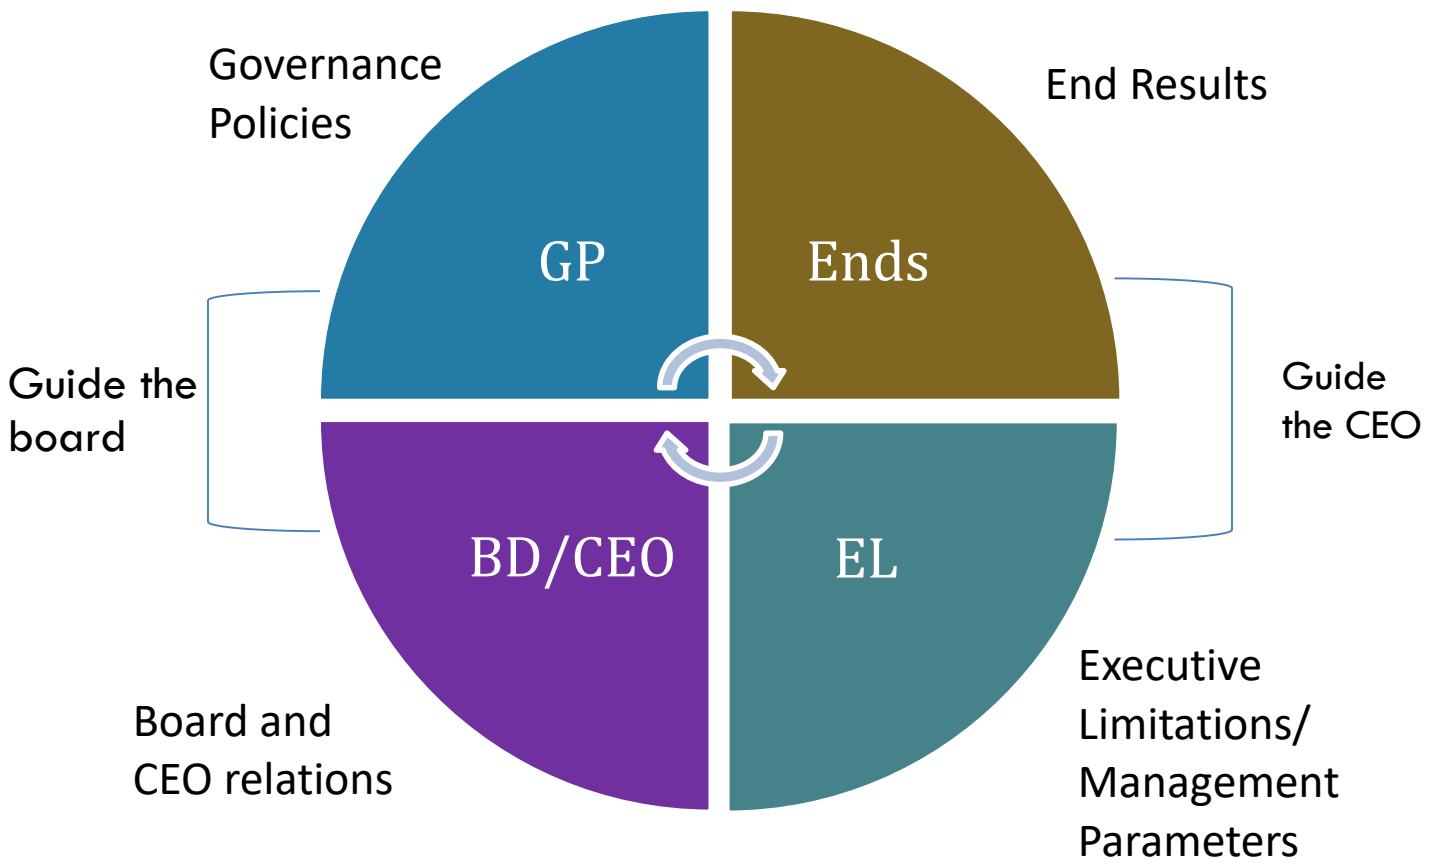 Governance
Policies
End Results
GP
Ends
Guide the
board
Guide
the CEO
BD/CEO
EL
Board and
CEO relations
Executive
Limitations/
Management
Parameters